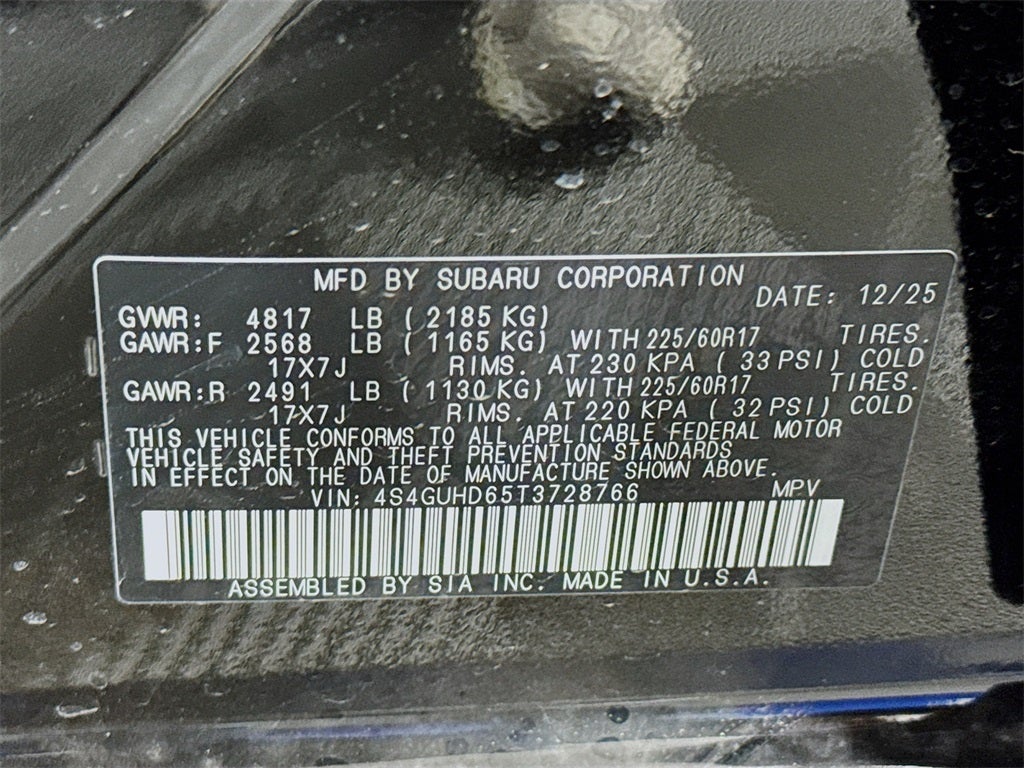 MFD BY SUBARU CORPORATION
DATE: 12/25
GVWR: 4817 LB ( 2185 KG)
GAWR:F 2568 LB ( 1165 KG) WITH 225/60R17 TIRES.
17X7J RIMS. AT 230 KPA ( 33 PSI) COLD
GAWR:R 2491 LB ( 1130 KG) WITH 225/60R17 TIRES.
17X7J RIMS. AT 220 KPA ( 32 PSI) COLD
THIS VEHICLE CONFORMS TO ALL APPLICABLE FEDERAL MOTOR
VEHICLE SAFETY AND THEFT PREVENTION STANDARDS
IN EFFECT ON THE DATE OF MANUFACTURE SHOWN ABOVE.
VIN: 4S4GUHD65T3728766 MPV
ASSEMBLED BY SIA INC. MADE IN U.S.A.